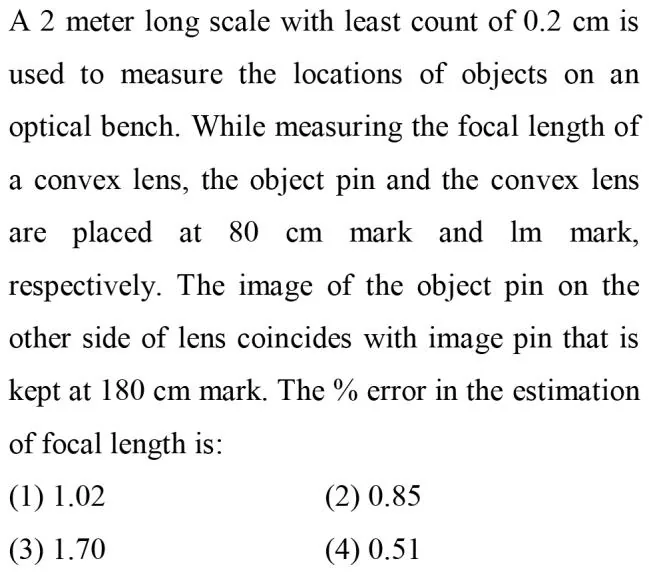 A 2 meter long scale with least count of 0.2 cm is
used to measure the locations of objects on an
optical bench. While measuring the focal length of
a convex lens, the object pin and the convex lens
are placed at 80 cm mark and lm mark,
respectively. The image of the object pin on the
other side of lens coincides with image pin that is
kept at 180 cm mark. The % error in the estimation
of focal length is:
(1) 1.02 (2) 0.85
(3) 1.70 (4) 0.51